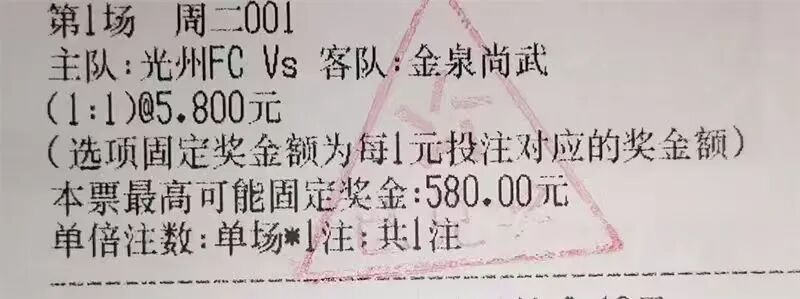 第1场 周二001
主队:光州FC Vs 客队:金泉尚武
(1:1)@5.800元
(选项固定奖金额为每1元投注对应的奖金额)
本票最高可能固定奖金:580.00元
单倍注数:单场*1注;共1注